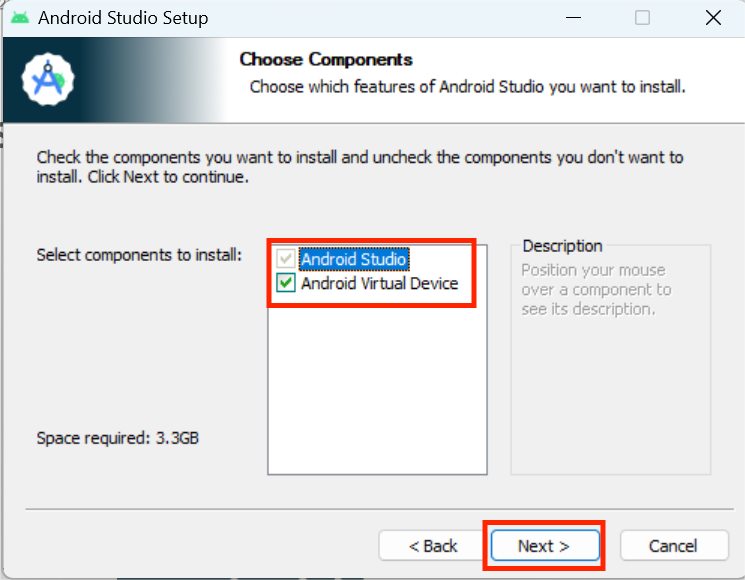 Android Studio Setup
Choose Components
Choose which features of Android Studio you want to install.
Check the components you want to install and uncheck the components you don't want to
install. Click Next to continue.
Select components to install:
Android Studio
Android Virtual Device
Description
Position your mouse
over a component to
see its description.
Space required: 3.3GB
< Back
Next >
Cancel